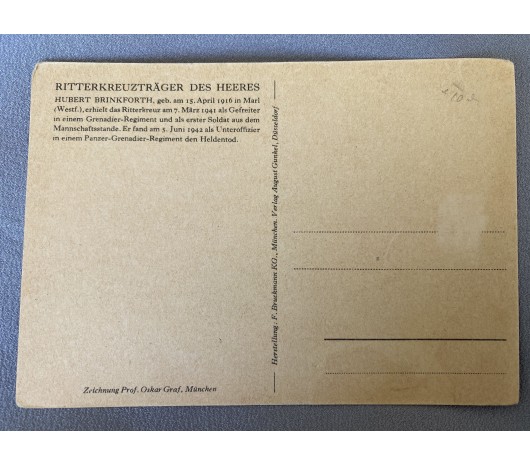 RITTERKREUZTRÄGER DES HEERES
HUBERT BRINKFORTH, geb. am 15. April 1916 in Marl
(Westf.), erhielt das Ritterkreuz am 7. März 1941 als Gefreiter
in einem Grenadier-Regiment und als erster Soldat aus dem
Mannschaftsstande. Er fand am 5. Juni 1942 als Unteroffizier
in einem Panzer-Grenadier-Regiment den Heldentod.
Zeichnung Prof. Oskar Graf, München
Herstellung: F. Bruckmann KG., München. Verlag August Gunkel, Düsseldorf